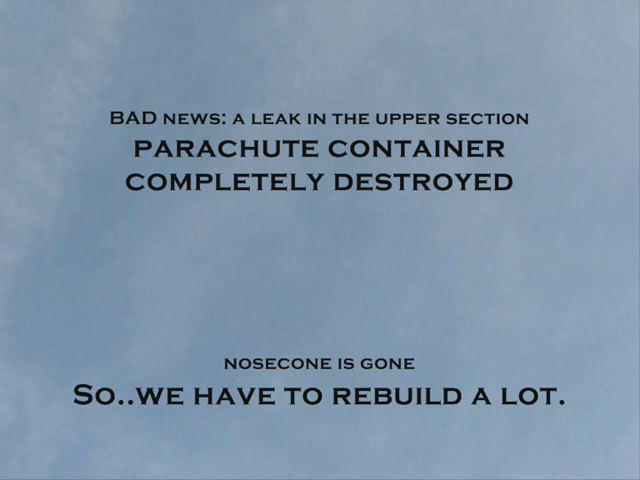 BAD NEWS: A LEAK IN THE UPPER SECTION
PARACHUTE CONTAINER
COMPLETELY DESTROYED
NOSECONE IS GONE
SO..WE HAVE TO REBUILD A LOT.